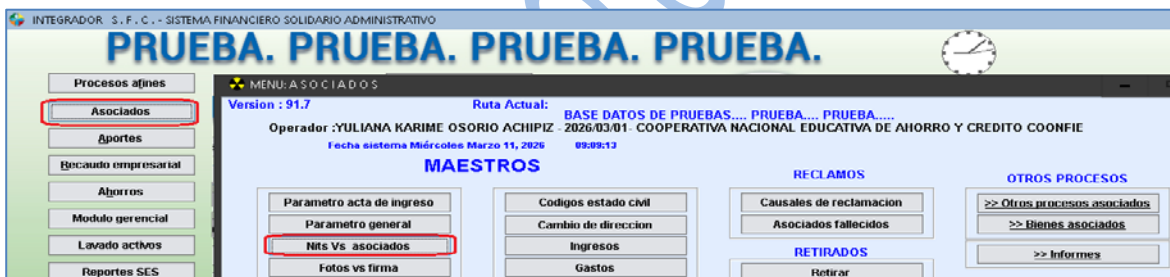 INTEGRADOR S.F.C.- SISTEMA FINANCIERO SOLIDARIO ADMINISTRATIVO
PRUEBA. PRUEBA. PRUEBA. PRUEBA.
Procesos afines
Asociados
Aportes
Recaudo empresarial
Ahorros
Modulo gerencial
Lavado activos
Reportes SES
MENU: A S O C I A D O S
Version : 91.7
Ruta Actual:
BASE DATOS DE PRUEBAS.... PRUEBA.... PRUEBA.....
Operador :YULIANA KARIME OSORIO ACHIPIZ - 2026/03/01- COOPERATIVA NACIONAL EDUCATIVA DE AHORRO Y CREDITO COONFIE
Fecha sistema Miércoles Marzo 11, 2026 09:09:13
MAESTROS
Parametro acta de ingreso
Parametro general
Nits Vs asociados
Fotos vs firma
Codigos estado civil
Cambio de direccion
Ingresos
Gastos
RECLAMOS
Causales de reclamacion
Asociados fallecidos
RETIRADOS
Retirar
OTROS PROCESOS
>> Otros procesos asociados
>> Bienes asociados
>> Informes